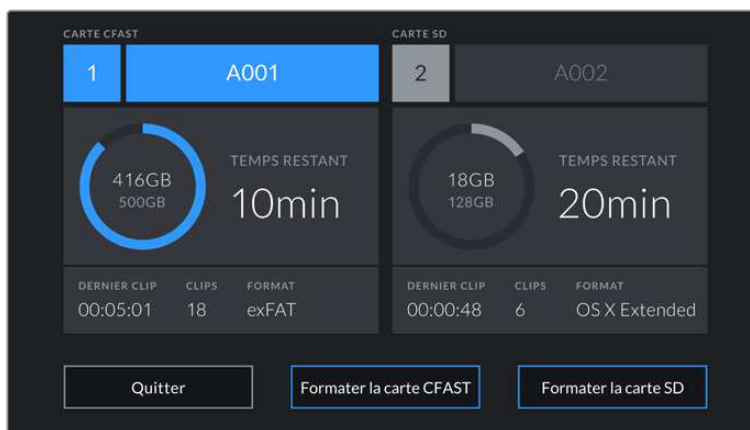 CARTE CFAST
1
A001
416GB
500GB
TEMPS RESTANT
10min
DERNIER CLIP
CLIPS
FORMAT
00:05:01
18
exFAT
CARTE SD
2
A002
18GB
128GB
TEMPS RESTANT
20min
DERNIER CLIP
CLIPS
FORMAT
00:00:48
6
OS X Extended
Quitter
Formater la carte CFAST
Formater la carte SD